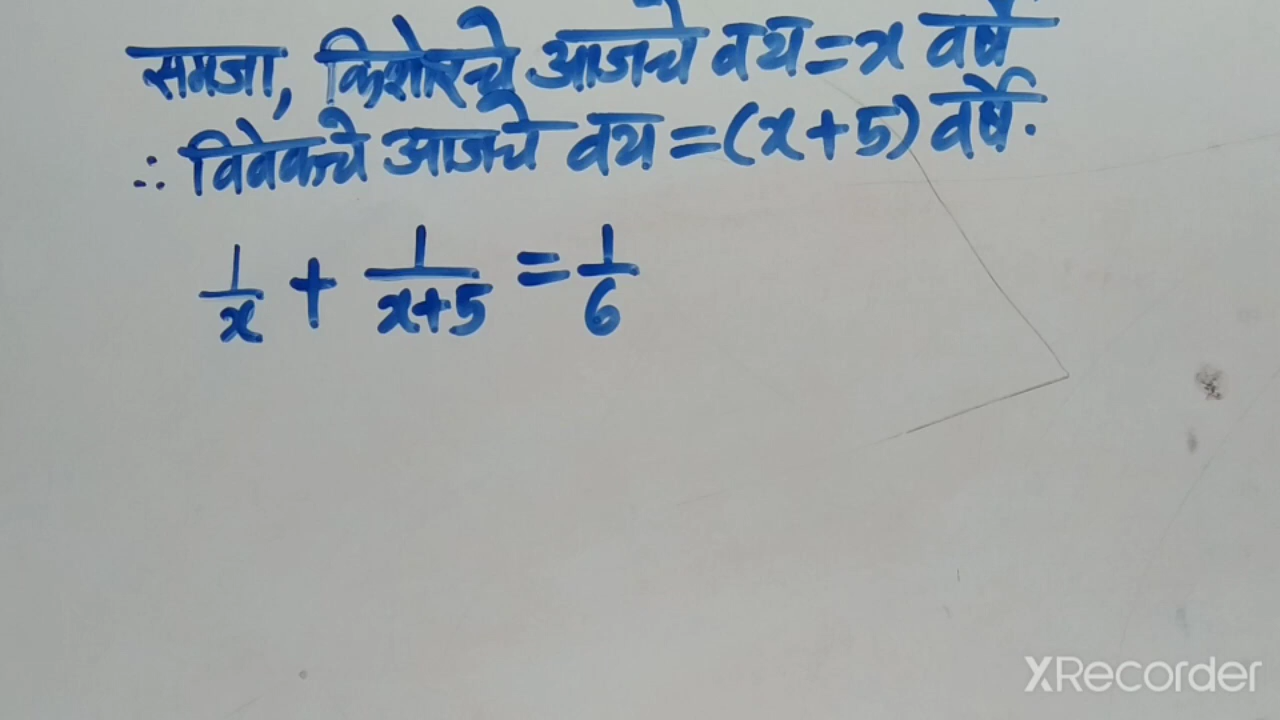 समजा, किशोरचे आजचे वय = x वर्षे
∴ विवेकचे आजचे वय = (x+5) वर्षे.
1/x + 1/x+5 = 1/6
XRecorder